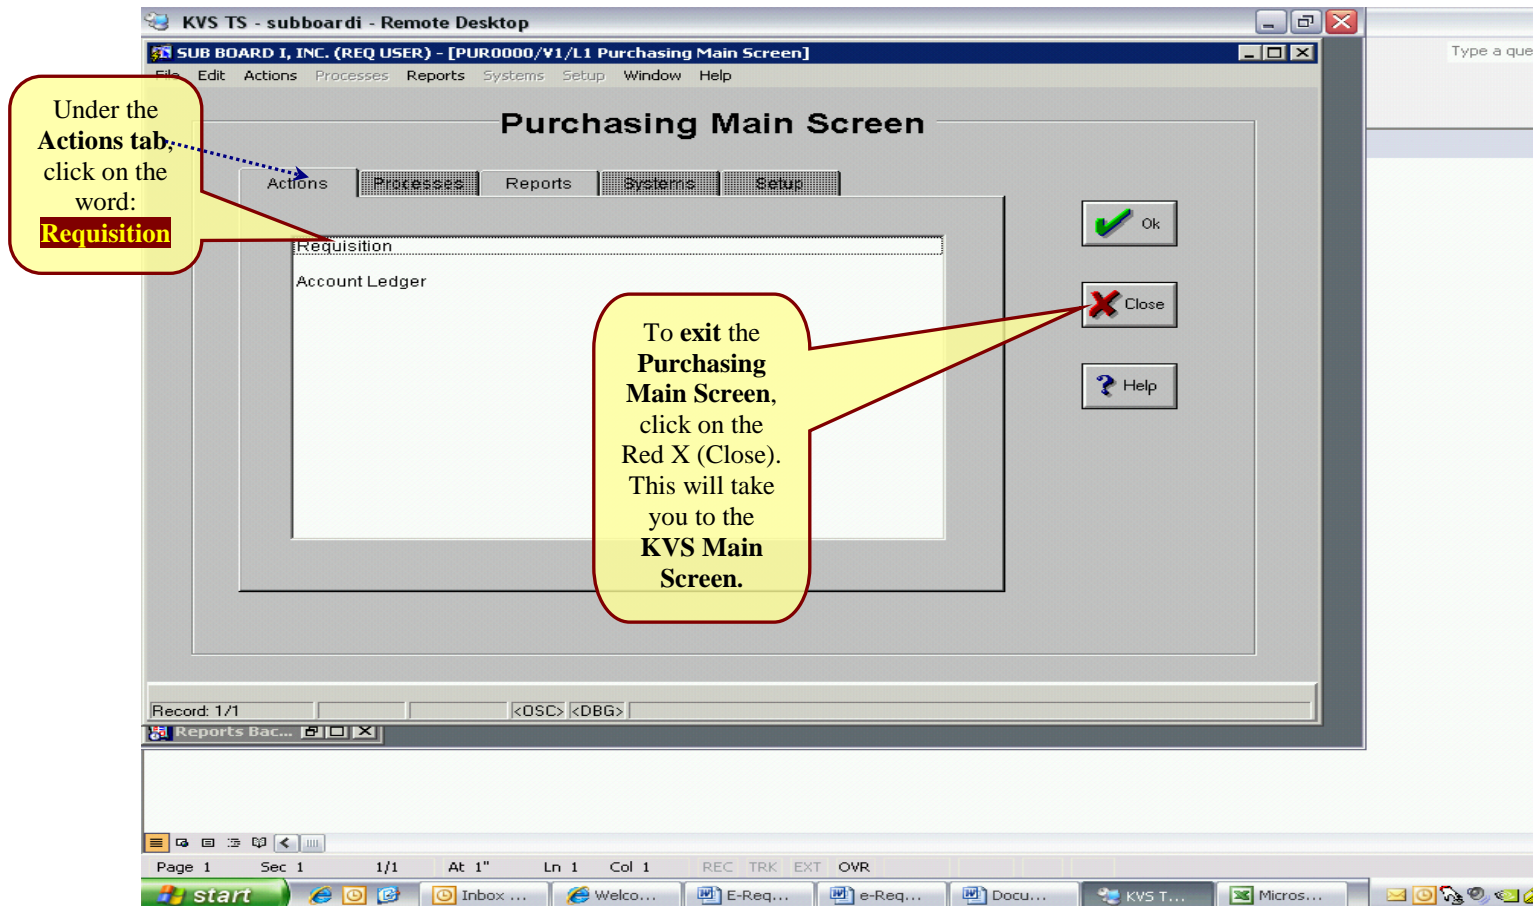 KVS TS - subboardi - Remote Desktop
SUB BOARD I, INC. (REQ USER) - [PUR0000/V1/L1 Purchasing Main Screen]
Type a que
File Edit Actions Processes Reports Systems Setup Window Help
Under the
Actions tab,
click on the
word:
Requisition
Purchasing Main Screen
Actions Processes Reports Systems Setup
Requisition
Account Ledger
Ok
Close
Help
To exit the
Purchasing
Main Screen,
click on the
Red X (Close).
This will take
you to the
KVS Main
Screen.
Record: 1/1 <OSC> <DBG>
Reports Bac...
Page 1 Sec 1 1/1 At 1" Ln 1 Col 1 REC TRK EXT OVR
start Inbox ... Welco... E-Req... e-Req... Docu... KVS T... Micros...